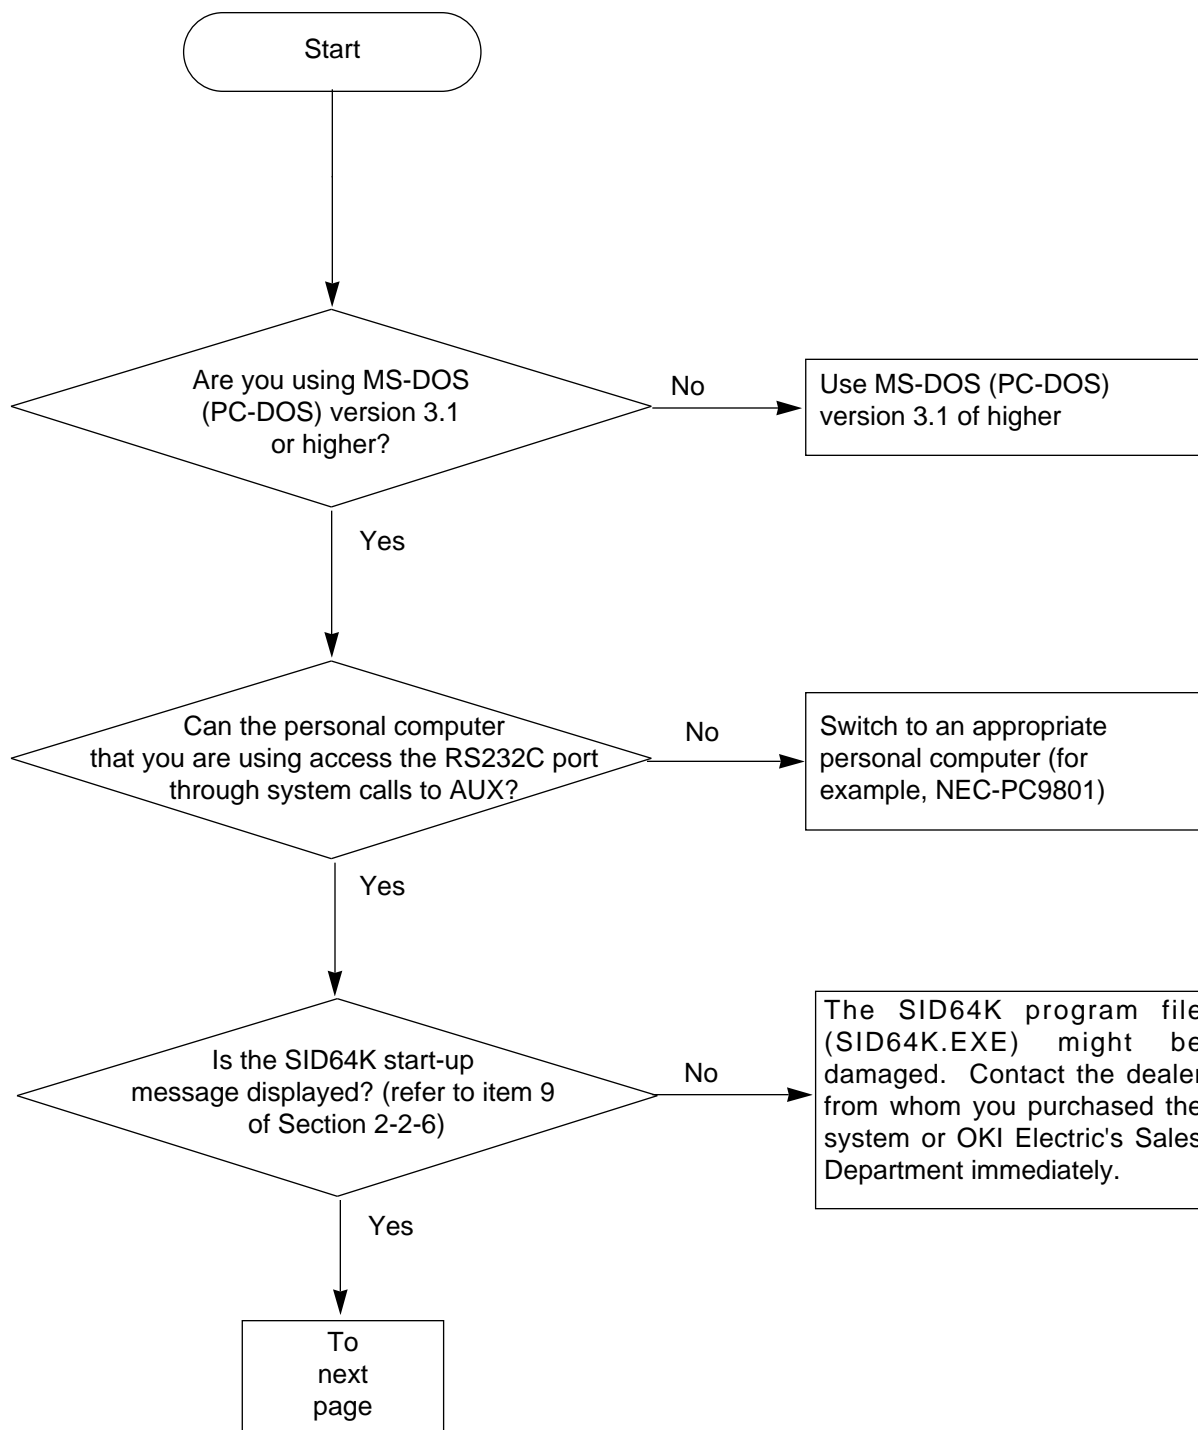 Start
Are you using MS-DOS
(PC-DOS) version 3.1
or higher?
No
Use MS-DOS (PC-DOS)
version 3.1 of higher
Yes
Can the personal computer
that you are using access the RS232C port
through system calls to AUX?
No
Switch to an appropriate
personal computer (for
example, NEC-PC9801)
Yes
Is the SID64K start-up
message displayed? (refer to item 9
of Section 2-2-6)
No
The SID64K program file
(SID64K.EXE) might be
damaged. Contact the dealer
from whom you purchased the
system or OKI Electric's Sales
Department immediately.
Yes
To
next
page